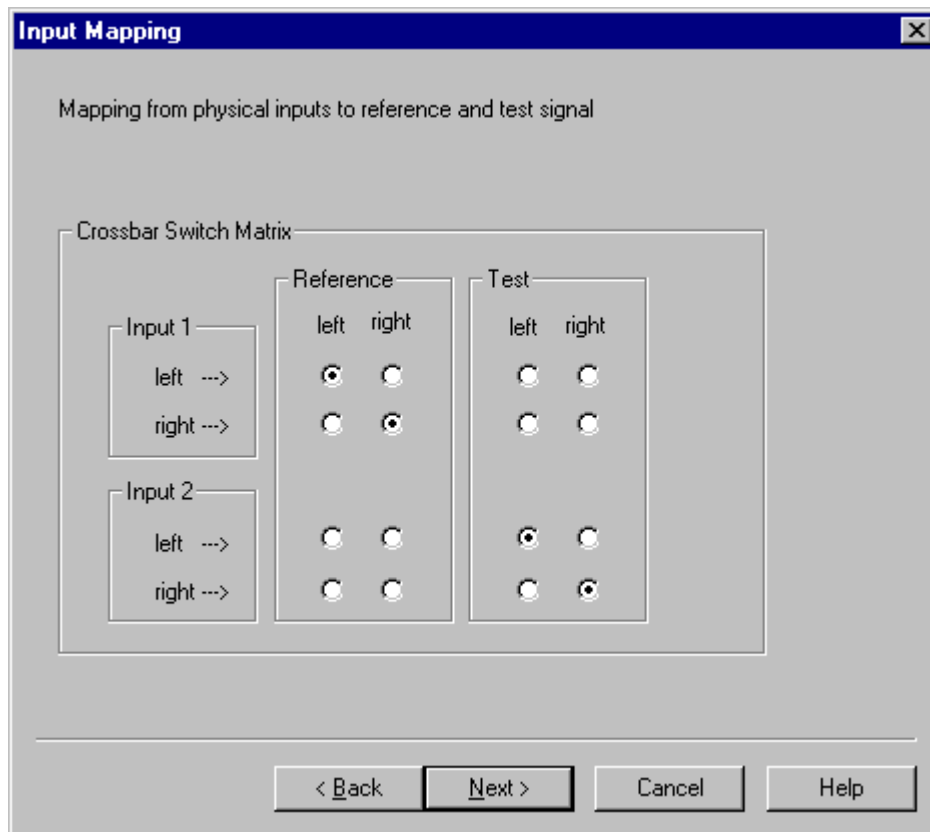 Input Mapping
Mapping from physical inputs to reference and test signal
Crossbar Switch Matrix
Reference
Test
left right
left right
Input 1
left --->
right --->
Input 2
left --->
right --->
< Back
Next >
Cancel
Help